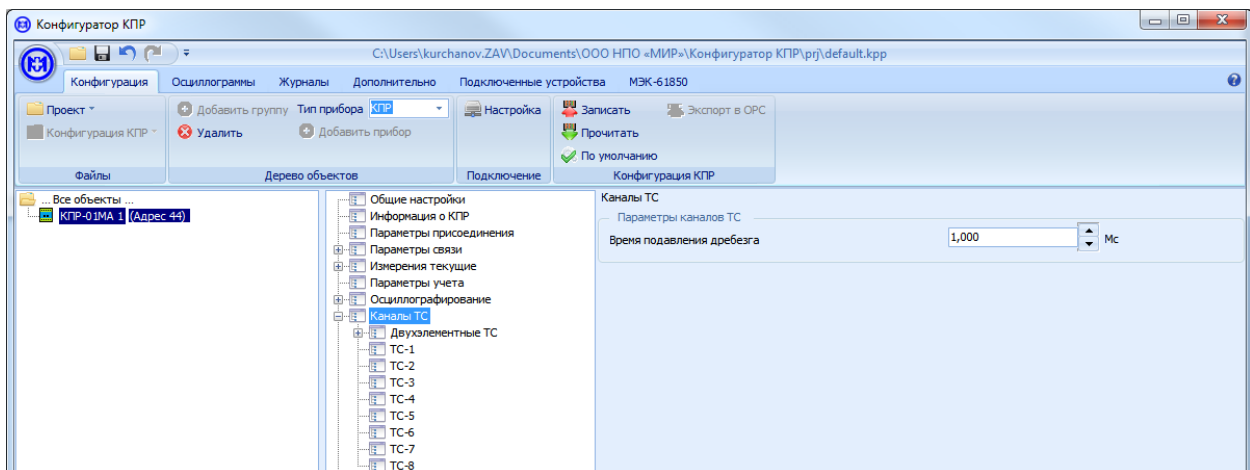 Конфигуратор КПР
C:\Users\kurchanov.ZAV\Documents\ООО НПО «МИР»\Конфигуратор КПР\prj\default.kpp
Конфигурация Осциллограммы Журналы Дополнительно Подключенные устройства МЭК-61850
Проект Добавить группу Тип прибора КПР Настройка Записать Экспорт в OPC
Конфигурация КПР Удалить Добавить прибор Прочитать
По умолчанию
Файлы Дерево объектов Подключение Конфигурация КПР
... Все объекты ...
КПР-01МА 1 (Адрес 44)
Общие настройки
Информация о КПР
Параметры присоединения
Параметры связи
Измерения текущие
Параметры учета
Осциллографирование
Каналы ТС
Двухэлементные ТС
ТС-1
ТС-2
ТС-3
ТС-4
ТС-5
ТС-6
ТС-7
ТС-8
Каналы ТС
Параметры каналов ТС
Время подавления дребезга 1,000 Мс